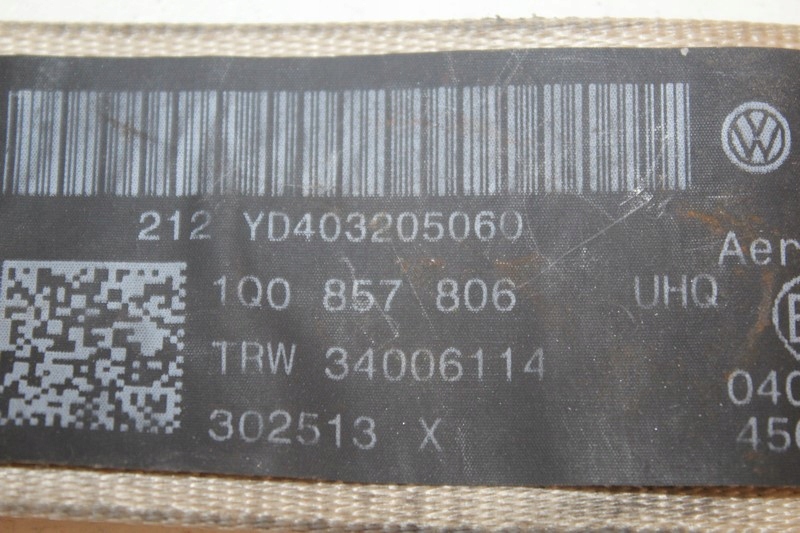 212 YD403205060
1Q0 857 806 UHQ
TRW 34006114
302513 X